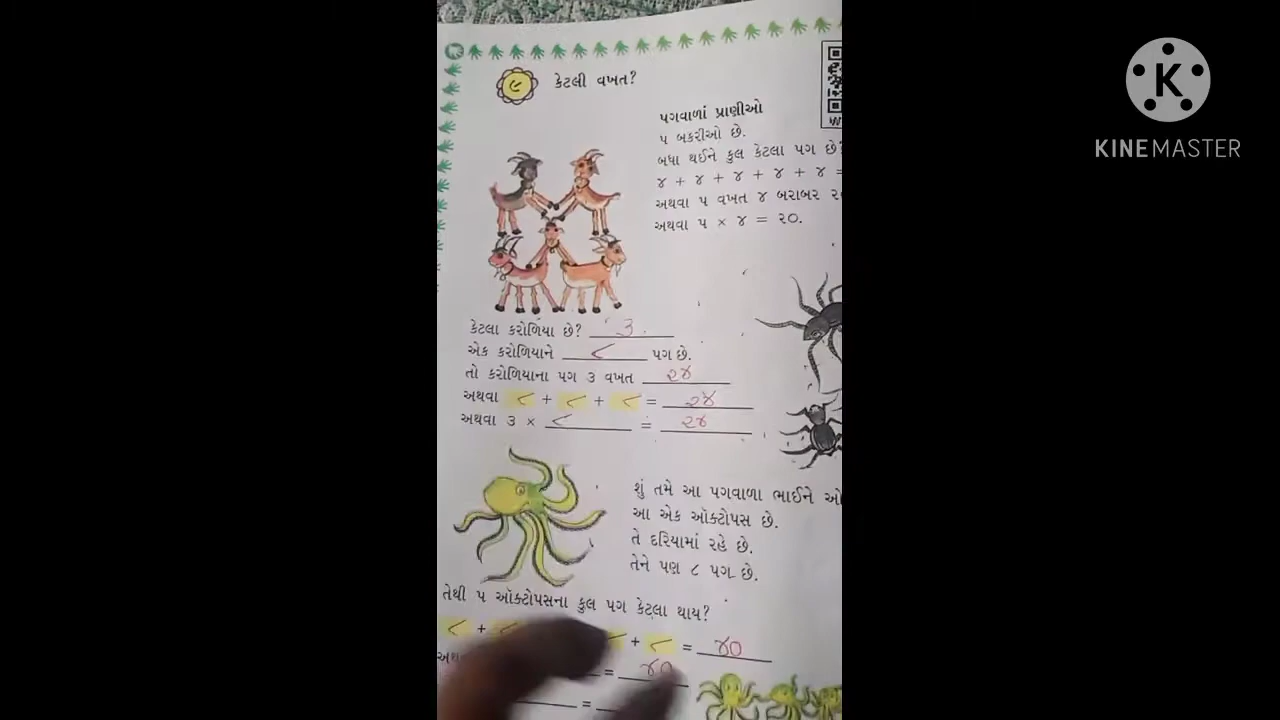 ૯ કેટલી વખત?
પગવાળાં પ્રાણીઓ
૫ બકરીઓ છે.
બધા થઈને કુલ કેટલા પગ છે?
૪ + ૪ + ૪ + ૪ + ૪ =
અથવા ૫ વખત ૪ બરાબર
અથવા ૫ × ૪ = ૨૦.
કેટલા કરોળિયા છે? ૩
એક કરોળિયાને ૮ પગ છે.
તો કરોળિયાના પગ ૩ વખત ૨૪
અથવા ૮ + ૮ + ૮ = ૨૪
અથવા ૩ × ૮ = ૨૪
શું તમે આ પગવાળા ભાઈને
આ એક ઑક્ટોપસ છે.
તે દરિયામાં રહે છે.
તેને પણ ૮ પગ છે.
તેથી ૫ ઑક્ટોપસના કુલ પગ કેટલા થાય?
૮ + ૮ + ૮ = ૪૦
= ૪૦
=
KINEMASTER